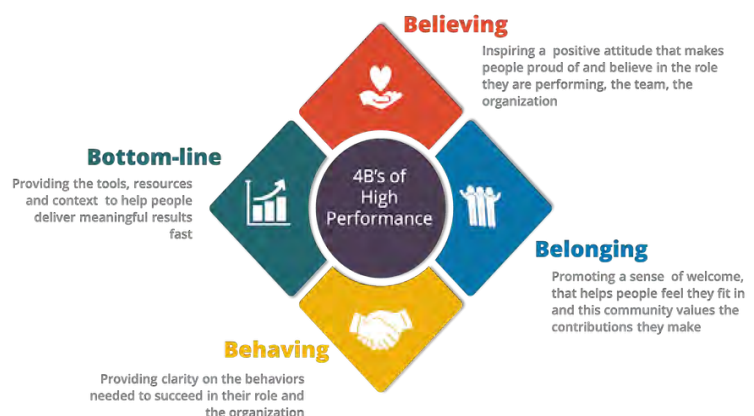 Believing
Inspiring a positive attitude that makes
people proud of and believe in the role
they are performing, the team, the
organization
Bottom-line
Providing the tools, resources
and context to help people
deliver meaningful results
fast
4B's of
High
Performance
Belonging
Promoting a sense of welcome,
that helps people feel they fit in
and this community values the
contributions they make
Behaving
Providing clarity on the behaviors
needed to succeed in their role and
the organization